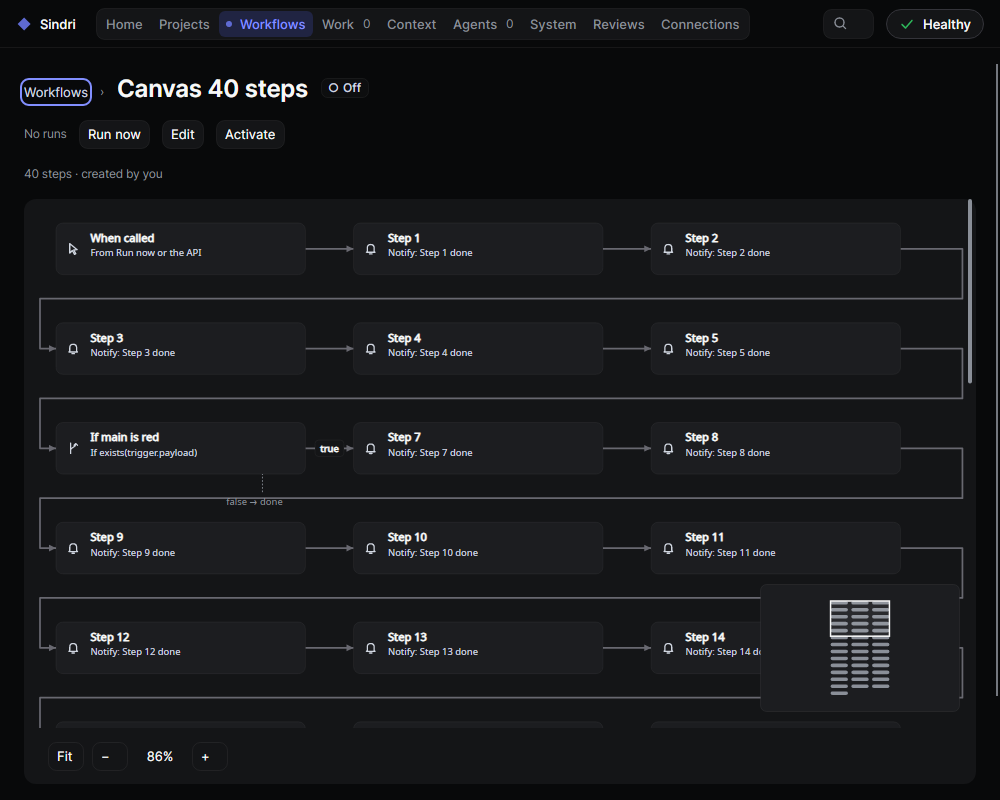 Sindri
Home Projects Workflows Work 0 Context Agents 0 System Reviews Connections
Healthy
Workflows › Canvas 40 steps Off
No runs Run now Edit Activate
40 steps · created by you
When called
From Run now or the API
Step 1
Notify: Step 1 done
Step 2
Notify: Step 2 done
Step 3
Notify: Step 3 done
Step 4
Notify: Step 4 done
Step 5
Notify: Step 5 done
If main is red
If exists(trigger.payload)
true
Step 7
Notify: Step 7 done
Step 8
Notify: Step 8 done
false → done
Step 9
Notify: Step 9 done
Step 10
Notify: Step 10 done
Step 11
Notify: Step 11 done
Step 12
Notify: Step 12 done
Step 13
Notify: Step 13 done
Step 14
Notify: Step 14
Fit − 86% +